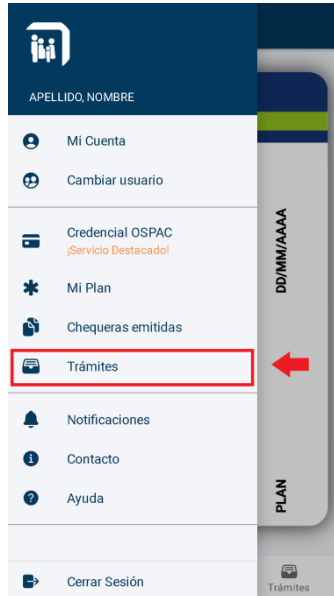 APELLIDO, NOMBRE
Mi Cuenta
Cambiar usuario
Credencial OSPAC
¡Servicio Destacado!
Mi Plan
Chequeras emitidas
Trámites
Notificaciones
Contacto
Ayuda
Cerrar Sesión
DD/MM/AAAA
PLAN
Trámites